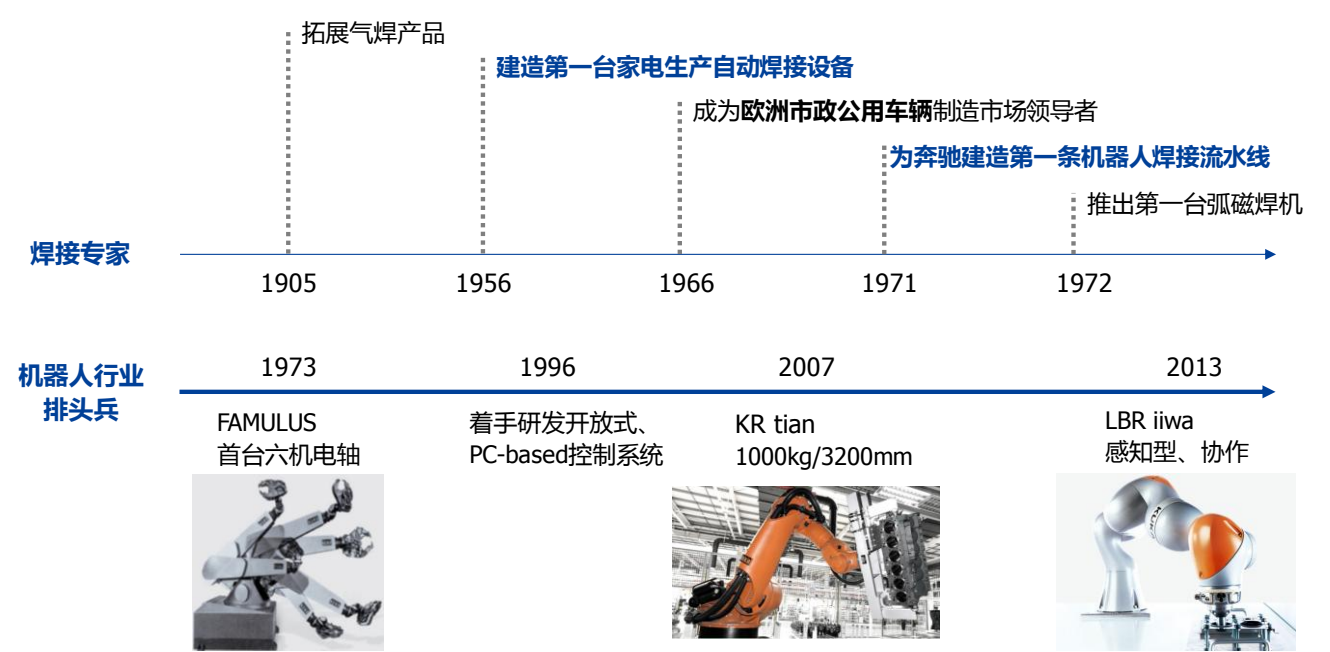 拓展气焊产品
建造第一台家电生产自动焊接设备
成为欧洲市政公用车辆制造市场领导者
为奔驰建造第一条机器人焊接流水线
推出第一台弧磁焊机
焊接专家
1905
1956
1966
1971
1972
机器人行业
排头兵
1973
1996
2007
2013
FAMULUS
首台六机电轴
着手研发开放式、
PC-based控制系统
KR tian
1000kg/3200mm
LBR iiwa
感知型、协作